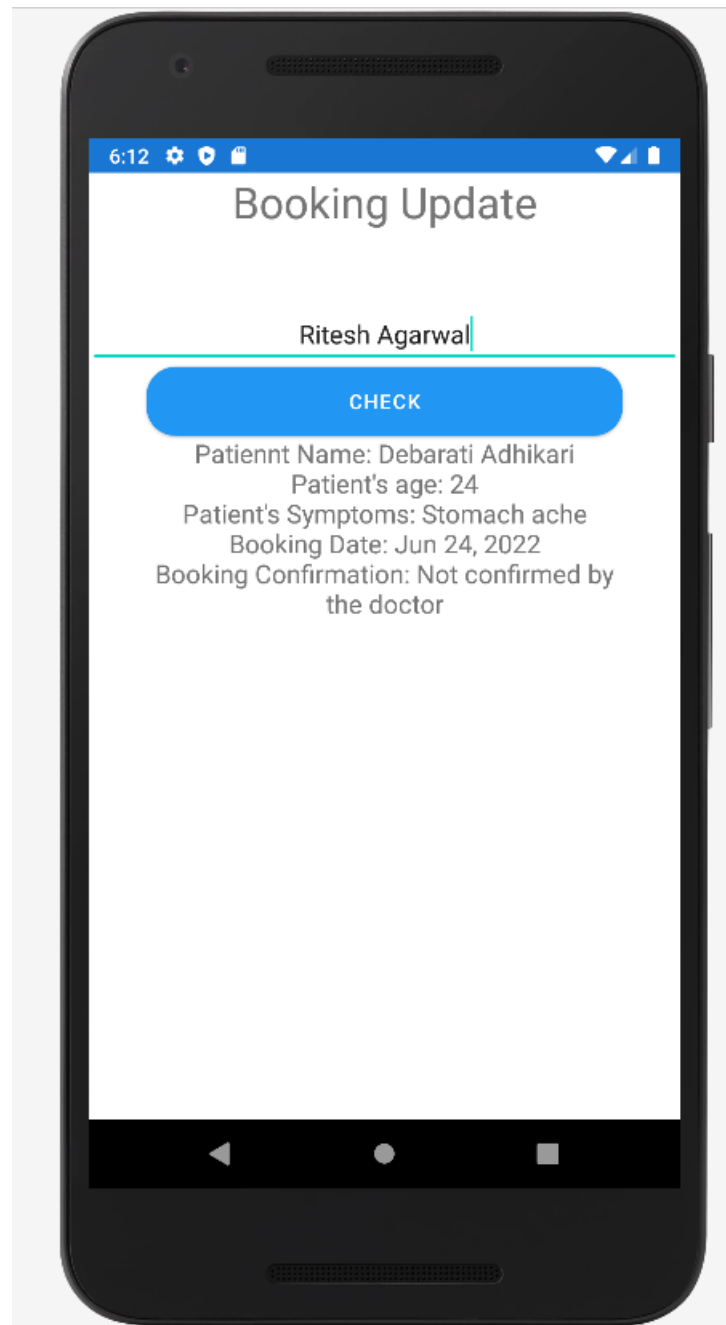 6:12
Booking Update
Ritesh Agarwal
CHECK
Patiennt Name: Debarati Adhikari
Patient's age: 24
Patient's Symptoms: Stomach ache
Booking Date: Jun 24, 2022
Booking Confirmation: Not confirmed by
the doctor